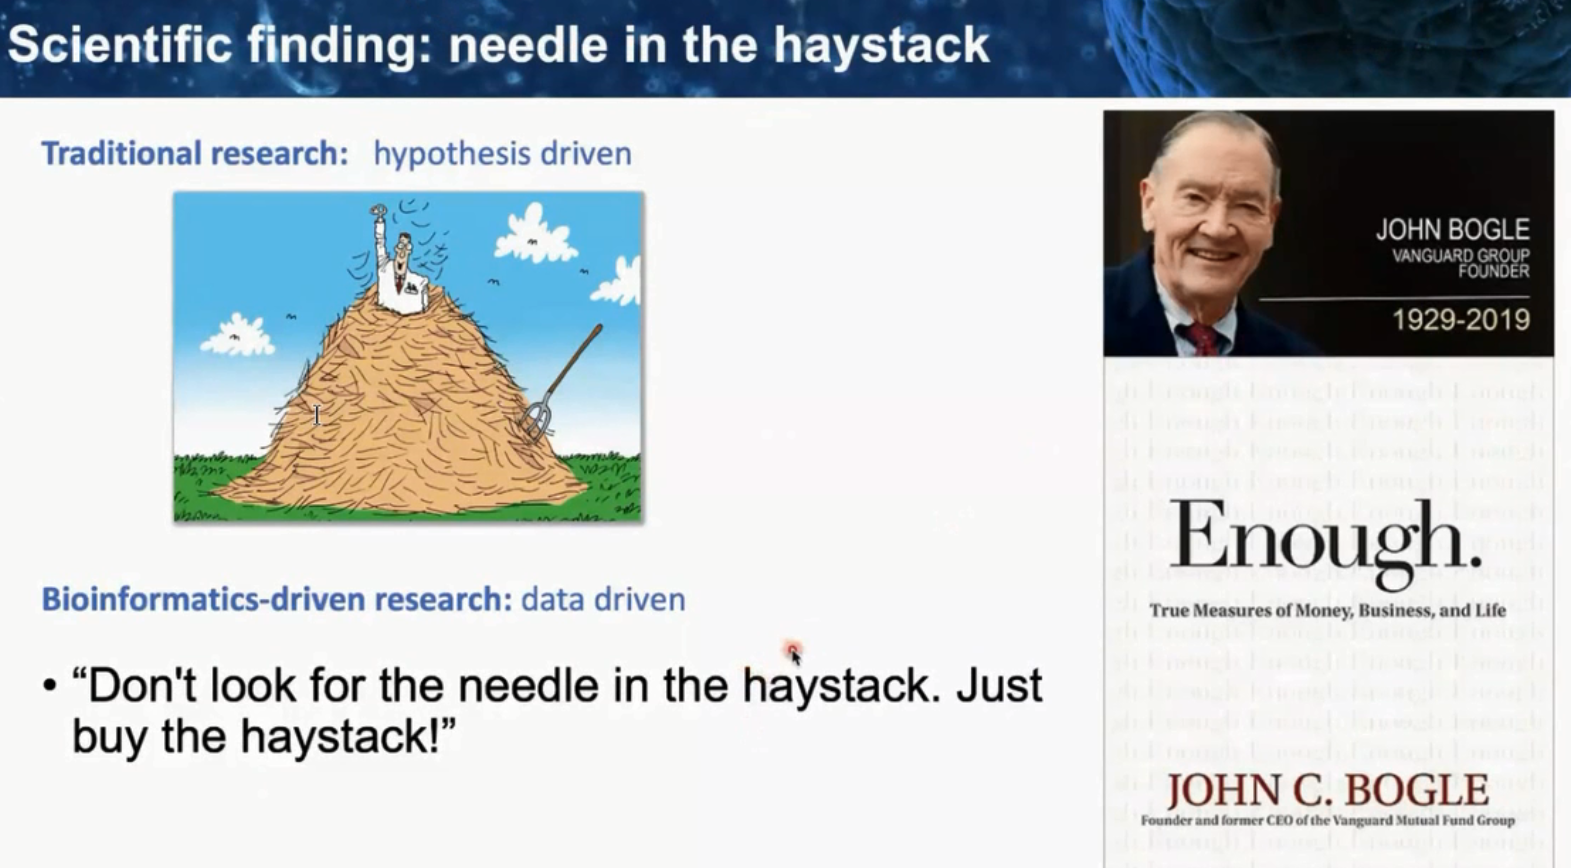 Scientific finding: needle in the haystack
Traditional research: hypothesis driven
Bioinformatics-driven research: data driven
• “Don't look for the needle in the haystack. Just
buy the haystack!”
JOHN BOGLE
VANGUARD GROUP
FOUNDER
1929-2019
Enough.
True Measures of Money, Business, and Life
JOHN C. BOGLE
Founder and former CEO of the Vanguard Mutual Fund Group